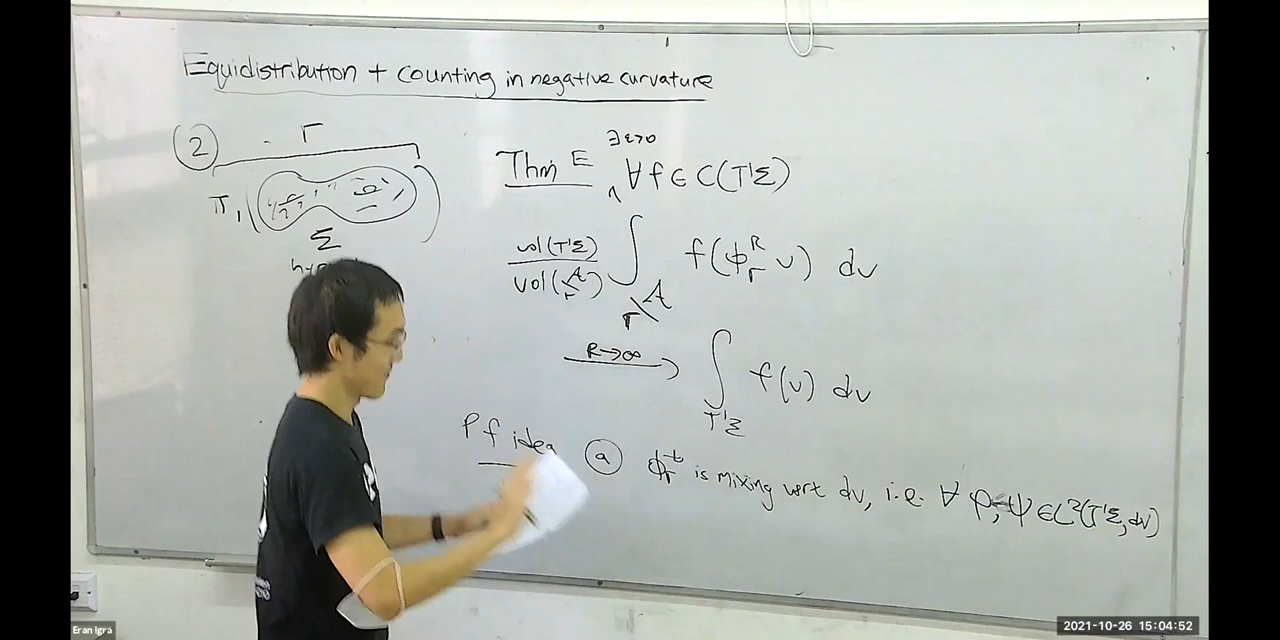 Equidistribution + counting in negative curvature
② Γ
π₁ ( )
Σ
Thm E ∃ε>0 ∀ f ∈ C(T¹Σ)
vol(T¹Σ) / vol(Γ\A) ∫_{Γ\A} f(φ_Γ^R v) dv
R→∞ ⟶ ∫_{T¹Σ} f(v) dv
Pf idea ⓐ φ_Γ^t is mixing wrt dv, i.e. ∀ φ, ψ ∈ L²(T¹Σ, dv)
Eran Igra
2021-10-26 15:04:52